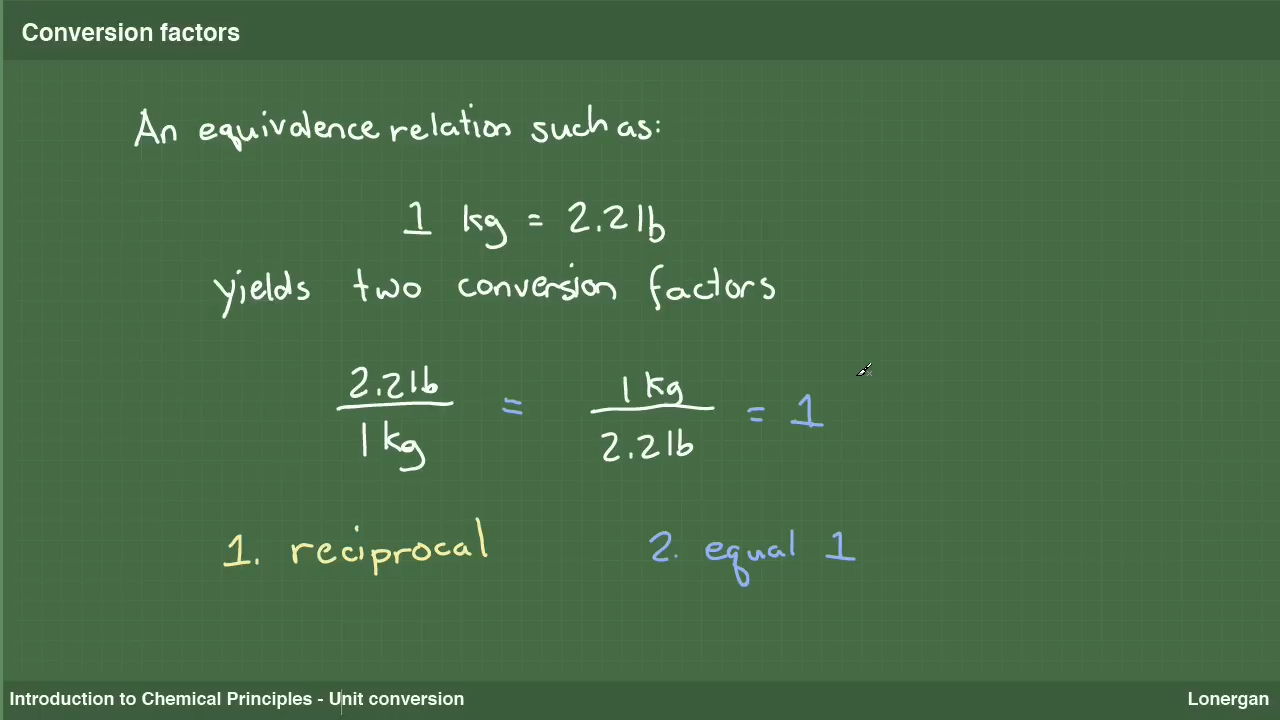 Conversion factors
An equivalence relation such as:
1 kg = 2.2 lb
yields two conversion factors
2.2 lb / 1 kg = 1 kg / 2.2 lb = 1
1. reciprocal 2. equal 1
Introduction to Chemical Principles - Unit conversion Lonergan